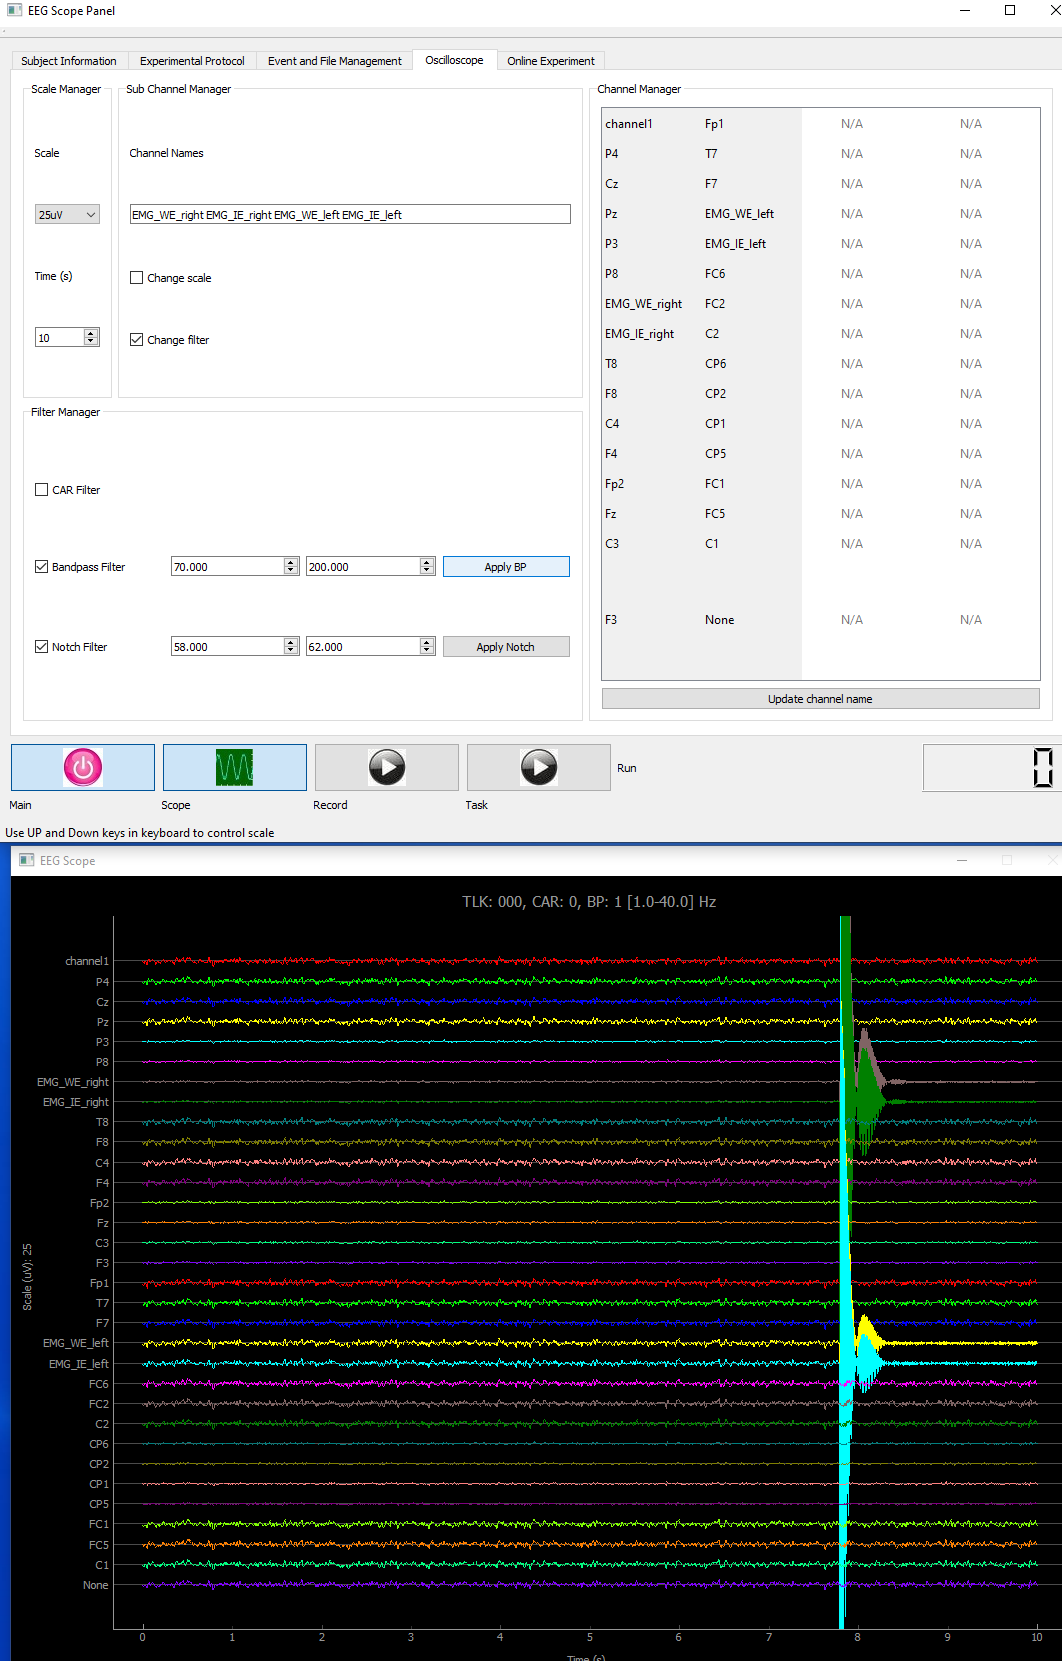 EEG Scope Panel
Subject Information Experimental Protocol Event and File Management Oscilloscope Online Experiment
Scale Manager
Scale
25uV
Time (s)
10
Sub Channel Manager
Channel Names
EMG_WE_right EMG_IE_right EMG_WE_left EMG_IE_left
Change scale
Change filter
Filter Manager
CAR Filter
Bandpass Filter 70.000 200.000 Apply BP
Notch Filter 58.000 62.000 Apply Notch
Channel Manager
channel1 Fp1 N/A N/A
P4 T7 N/A N/A
Cz F7 N/A N/A
Pz EMG_WE_left N/A N/A
P3 EMG_IE_left N/A N/A
P8 FC6 N/A N/A
EMG_WE_right FC2 N/A N/A
EMG_IE_right C2 N/A N/A
T8 CP6 N/A N/A
F8 CP2 N/A N/A
C4 CP1 N/A N/A
F4 CP5 N/A N/A
Fp2 FC1 N/A N/A
Fz FC5 N/A N/A
C3 C1 N/A N/A
F3 None N/A N/A
Update channel name
Run
0
Main Scope Record Task
Use UP and Down keys in keyboard to control scale
EEG Scope
TLK: 000, CAR: 0, BP: 1 [1.0-40.0] Hz
channel1
P4
Cz
Pz
P3
P8
EMG_WE_right
EMG_IE_right
T8
F8
C4
F4
Fp2
Fz
C3
F3
Fp1
T7
F7
EMG_WE_left
EMG_IE_left
FC6
FC2
C2
CP6
CP2
CP1
CP5
FC1
FC5
C1
None
Scale (uV): 25
0 1 2 3 4 5 6 7 8 9 10
Time (s)